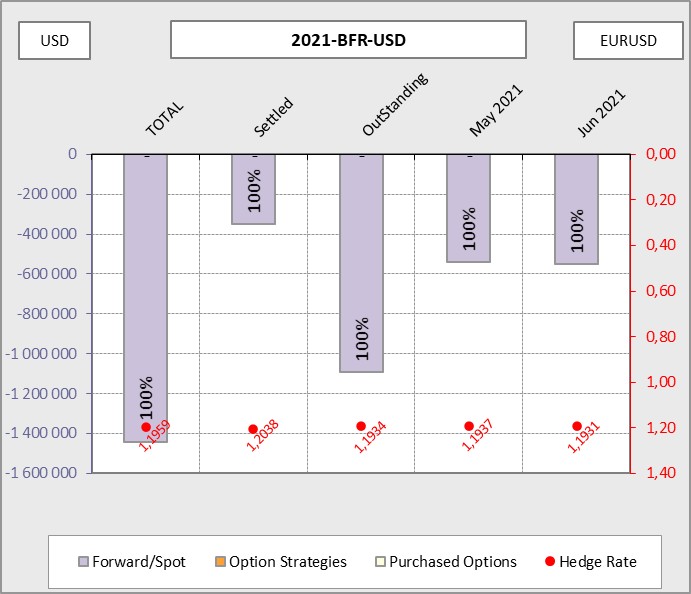 USD
2021-BFR-USD
EURUSD
TOTAL
Settled
OutStanding
May 2021
Jun 2021
0
-200 000
-400 000
-600 000
-800 000
-1 000 000
-1 200 000
-1 400 000
-1 600 000
0,00
0,20
0,40
0,60
0,80
1,00
1,20
1,40
100%
100%
100%
100%
100%
1,1959
1,2038
1,1934
1,1937
1,1931
Forward/Spot
Option Strategies
Purchased Options
Hedge Rate